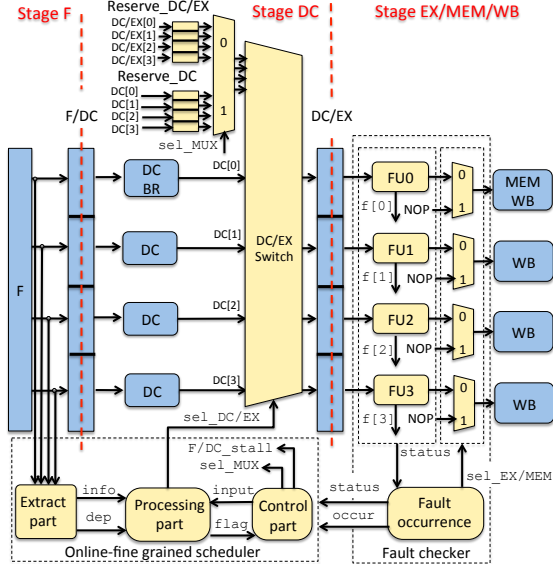 Stage F
Reserve_DC/EX
Stage DC
Stage EX/MEM/WB
DC/EX[0]
DC/EX[1]
DC/EX[2]
DC/EX[3]
0
1
Reserve_DC
DC[0]
DC[1]
DC[2]
DC[3]
sel_MUX
F/DC
DC/EX
F
DC
BR
DC[0]
DC/EX
Switch
FU0
f[0]
NOP
0
1
MEM
WB
DC
DC[1]
FU1
f[1]
NOP
0
1
WB
DC
DC[2]
FU2
f[2]
NOP
0
1
WB
DC
DC[3]
FU3
f[3]
NOP
0
1
WB
sel_DC/EX
F/DC_stall
sel_MUX
status
sel_EX/MEM
Extract
part
info
dep
Processing
part
input
flag
Control
part
status
occur
Fault
occurrence
Online-fine grained scheduler
Fault checker